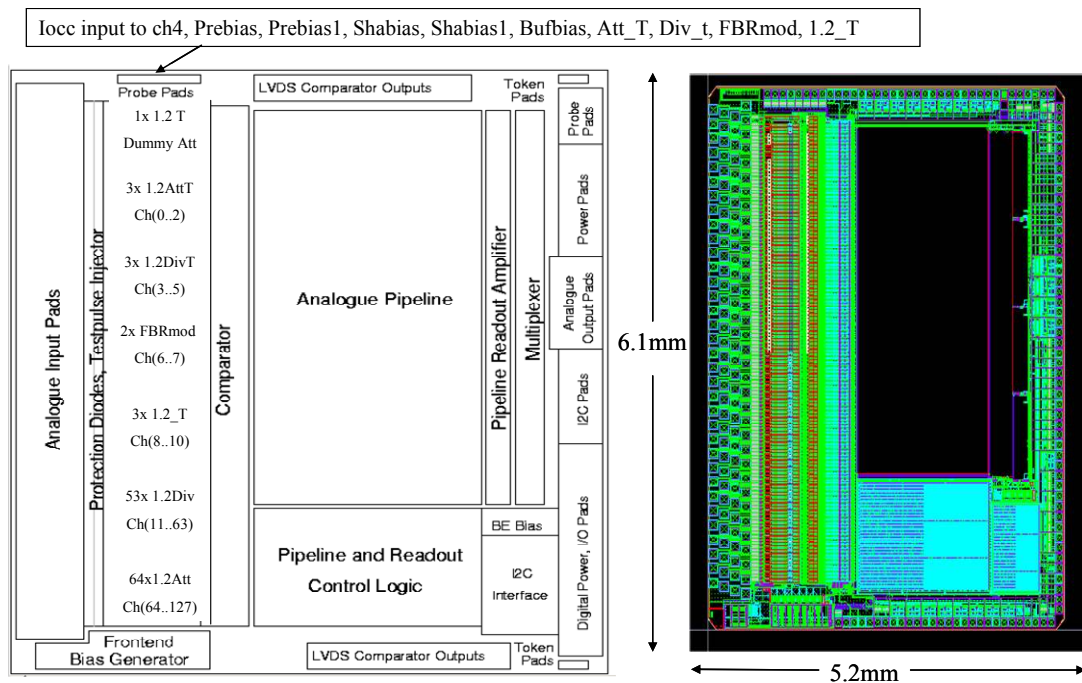 Iocc input to ch4, Prebias, Prebias1, Shabias, Shabias1, Bufbias, Att_T, Div_t, FBRmod, 1.2_T
Probe Pads
LVDS Comparator Outputs
Token
Pads
Analogue Input Pads
Protection Diodes, Testpulse Injector
1x 1.2 T
Dummy Att
3x 1.2AttT
Ch(0..2)
3x 1.2DivT
Ch(3..5)
2x FBRmod
Ch(6..7)
3x 1.2_T
Ch(8..10)
53x 1.2Div
Ch(11..63)
64x1.2Att
Ch(64..127)
Comparator
Analogue Pipeline
Pipeline Readout Amplifier
Multiplexer
Probe
Pads
Power Pads
Analogue
Output Pads
I2C Pads
Digital Power, I/O Pads
Pipeline and Readout
Control Logic
BE Bias
I2C
Interface
Frontend
Bias Generator
LVDS Comparator Outputs
Token
Pads
6.1mm
5.2mm